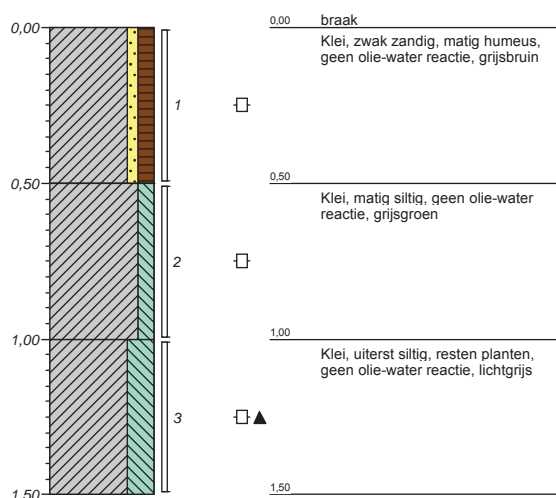 0,00
0,00
braak
Klei, zwak zandig, matig humeus,
geen olie-water reactie, grijsbruin
1
0,50
0,50
Klei, matig siltig, geen olie-water
reactie, grijsgroen
2
1,00
1,00
Klei, uiterst siltig, resten planten,
geen olie-water reactie, lichtgrijs
3
1,50
1,50